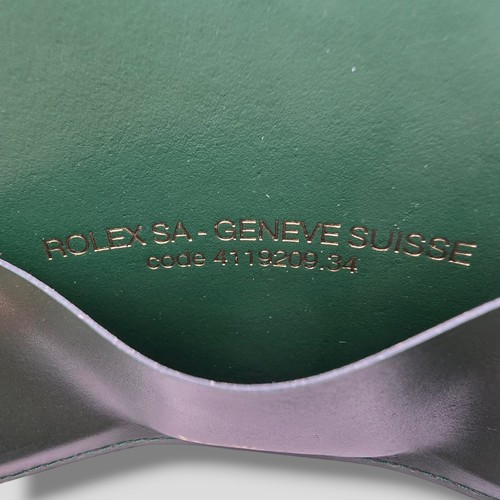 ROLEX SA - GENEVE SUISSE
code 4119209.34